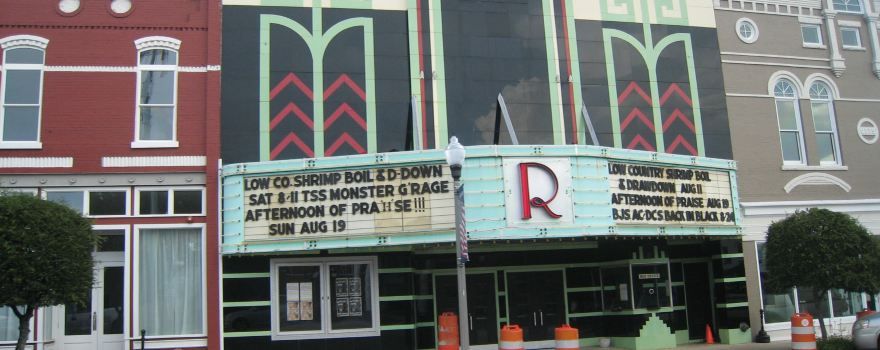 LOW CO. SHRIMP BOIL & D-DOWN
SAT 8-11 TSS MONSTER G'RAGE
AFTERNOON OF PRAISE !!!
SUN AUG 19
R
LOW COUNTRY SHRIMP BOIL
& DRAWDOWN AUG 11
AFTERNOON OF PRAISE AUG 19
BJS AC-DCS BACK IN BLACK 8-24